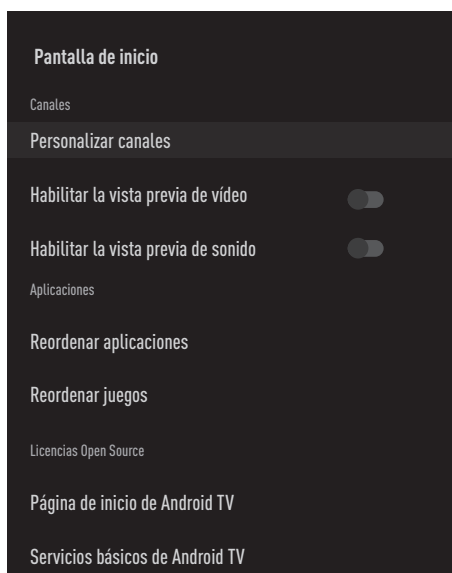 Pantalla de inicio
Canales
Personalizar canales
Habilitar la vista previa de vídeo
Habilitar la vista previa de sonido
Aplicaciones
Reordenar aplicaciones
Reordenar juegos
Licencias Open Source
Página de inicio de Android TV
Servicios básicos de Android TV